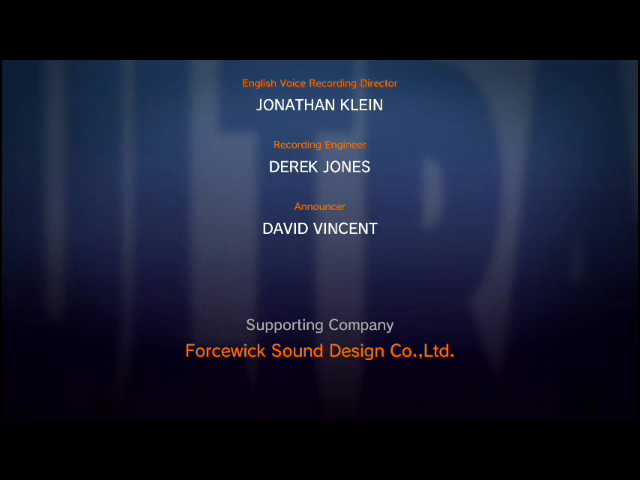 English Voice Recording Director
JONATHAN KLEIN
Recording Engineer
DEREK JONES
Announcer
DAVID VINCENT
Supporting Company
Forcewick Sound Design Co.,Ltd.